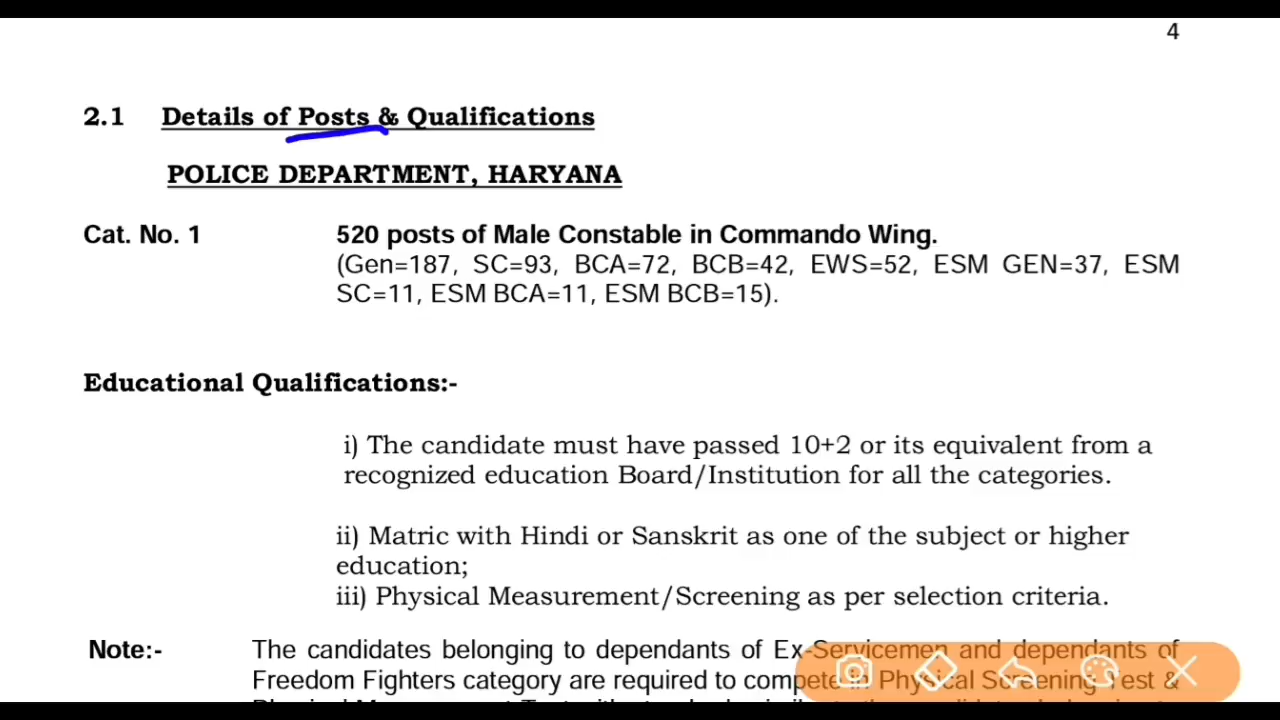 4
2.1 Details of Posts & Qualifications
POLICE DEPARTMENT, HARYANA
Cat. No. 1 520 posts of Male Constable in Commando Wing.
(Gen=187, SC=93, BCA=72, BCB=42, EWS=52, ESM GEN=37, ESM
SC=11, ESM BCA=11, ESM BCB=15).
Educational Qualifications:-
i) The candidate must have passed 10+2 or its equivalent from a
recognized education Board/Institution for all the categories.
ii) Matric with Hindi or Sanskrit as one of the subject or higher
education;
iii) Physical Measurement/Screening as per selection criteria.
Note:- The candidates belonging to dependants of Ex-Servicemen and dependants of
Freedom Fighters category are required to compete in Physical Screening Test &